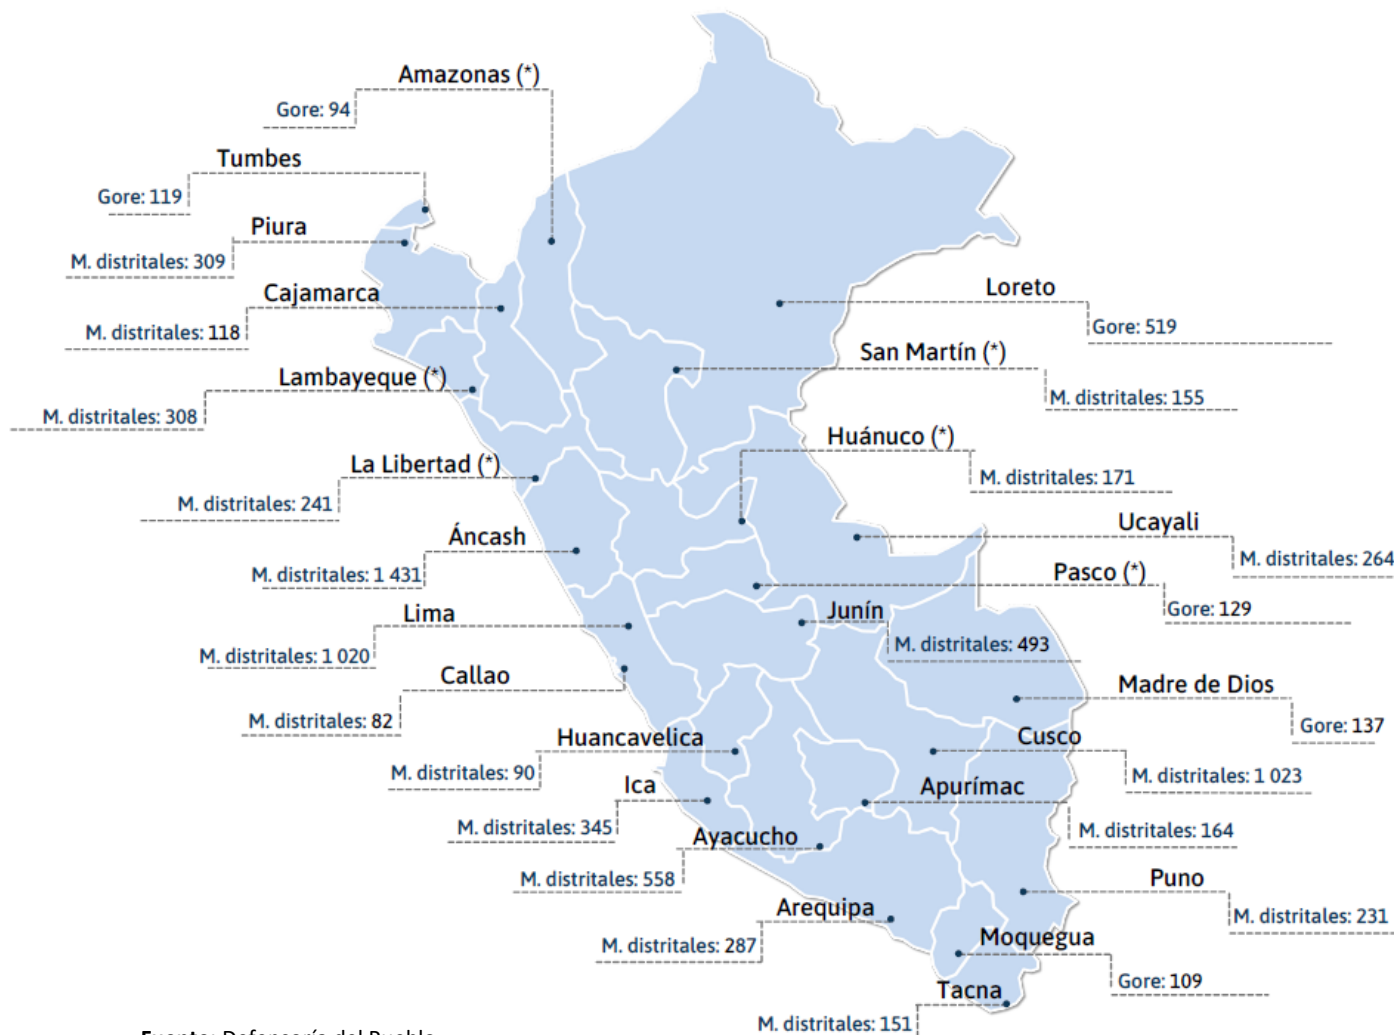 Amazonas (*)
Gore: 94
Tumbes
Gore: 119
Piura
M. distritales: 309
Cajamarca
M. distritales: 118
Lambayeque (*)
M. distritales: 308
La Libertad (*)
M. distritales: 241
Áncash
M. distritales: 1 431
Lima
M. distritales: 1 020
Callao
M. distritales: 82
Huancavelica
M. distritales: 90
Ica
M. distritales: 345
Ayacucho
M. distritales: 558
Arequipa
M. distritales: 287
Tacna
M. distritales: 151
Loreto
Gore: 519
San Martín (*)
M. distritales: 155
Huánuco (*)
M. distritales: 171
Ucayali
M. distritales: 264
Pasco (*)
Gore: 129
Junín
M. distritales: 493
Madre de Dios
Gore: 137
Cusco
M. distritales: 1 023
Apurímac
M. distritales: 164
Puno
M. distritales: 231
Moquegua
Gore: 109
Fuente: Defensoría del Pueblo